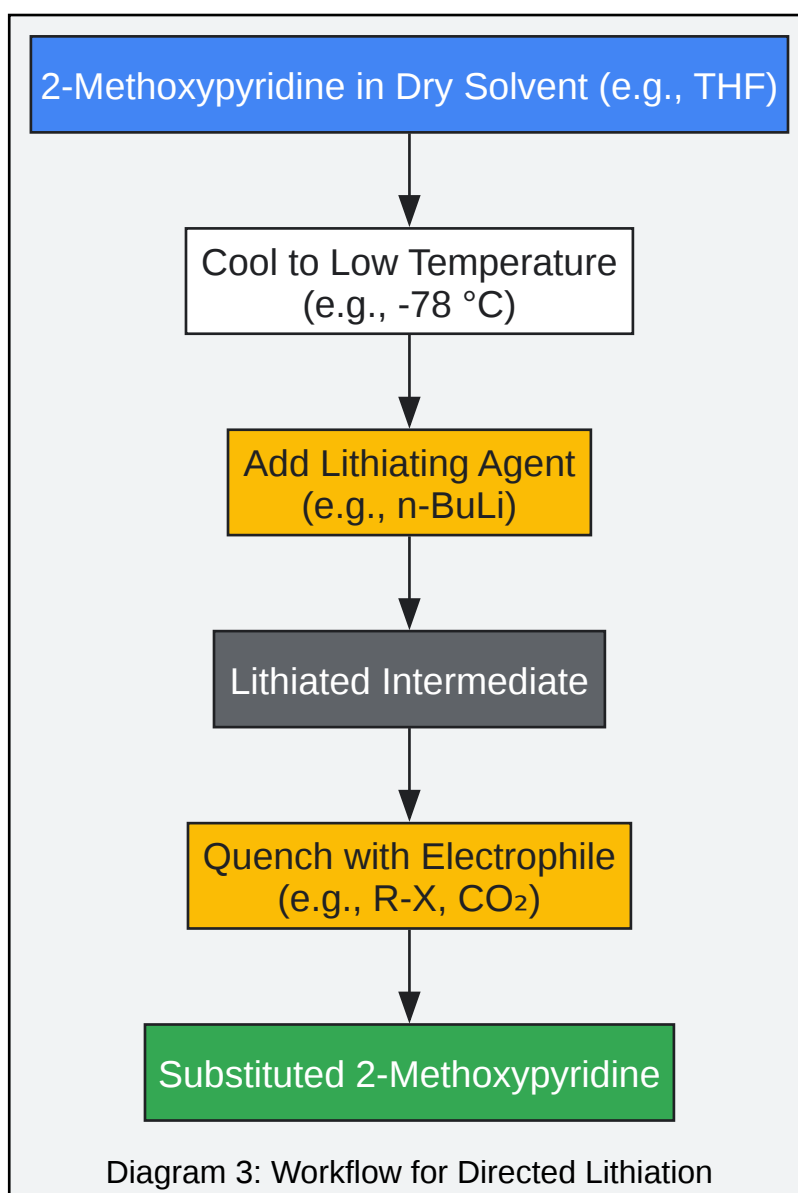 2-Methoxypyridine in Dry Solvent (e.g., THF)
Cool to Low Temperature
(e.g., -78 °C)
Add Lithiating Agent
(e.g., n-BuLi)
Lithiated Intermediate
Quench with Electrophile
(e.g., R-X, CO₂)
Substituted 2-Methoxypyridine
Diagram 3: Workflow for Directed Lithiation